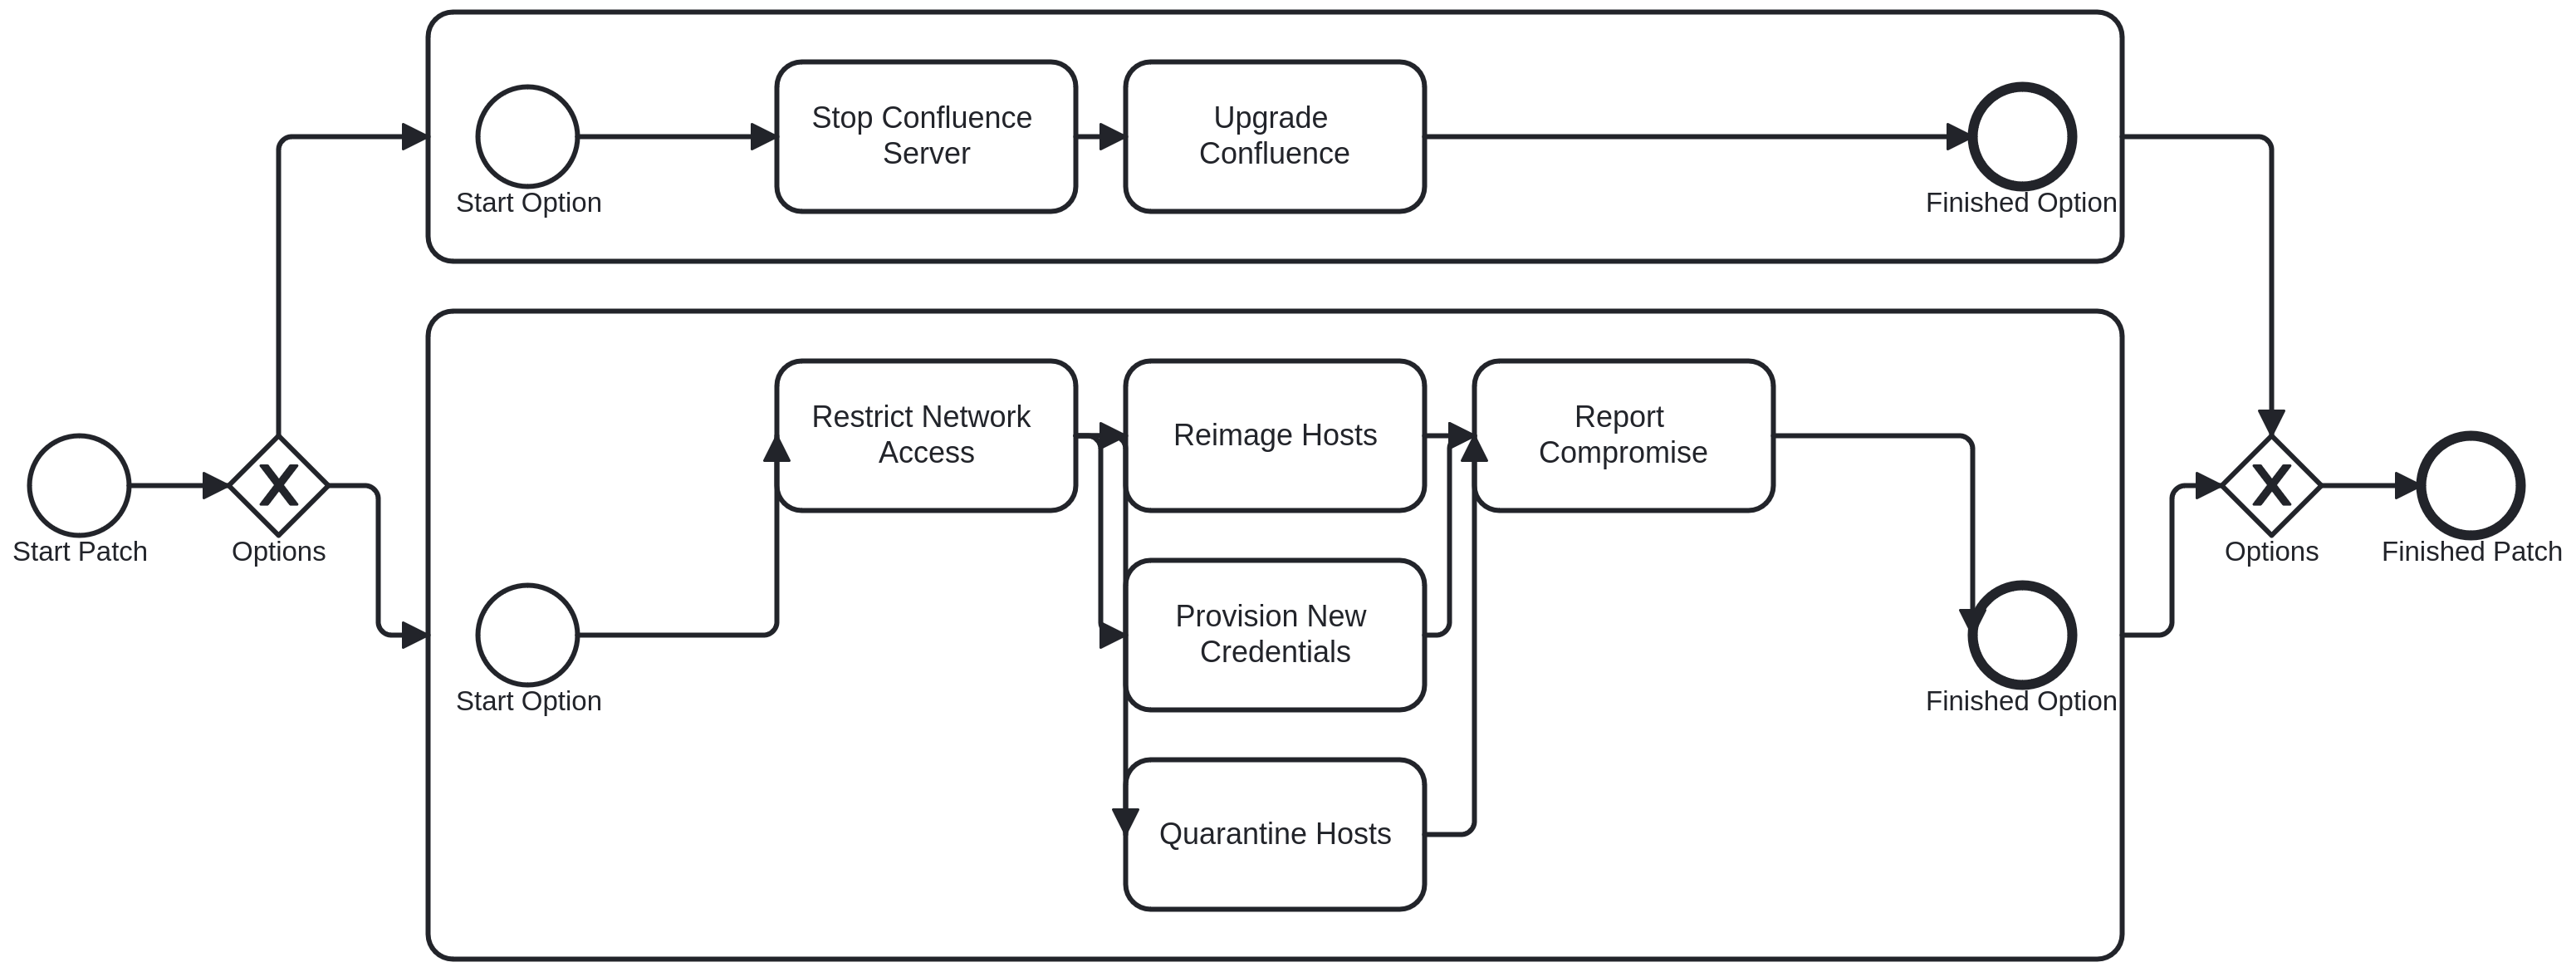 Stop Confluence
Server
Upgrade
Confluence
Start Option
Finished Option
Restrict Network
Access
Reimage Hosts
Report
Compromise
X
X
Start Patch
Options
Options
Finished Patch
Provision New
Credentials
Start Option
Finished Option
Quarantine Hosts